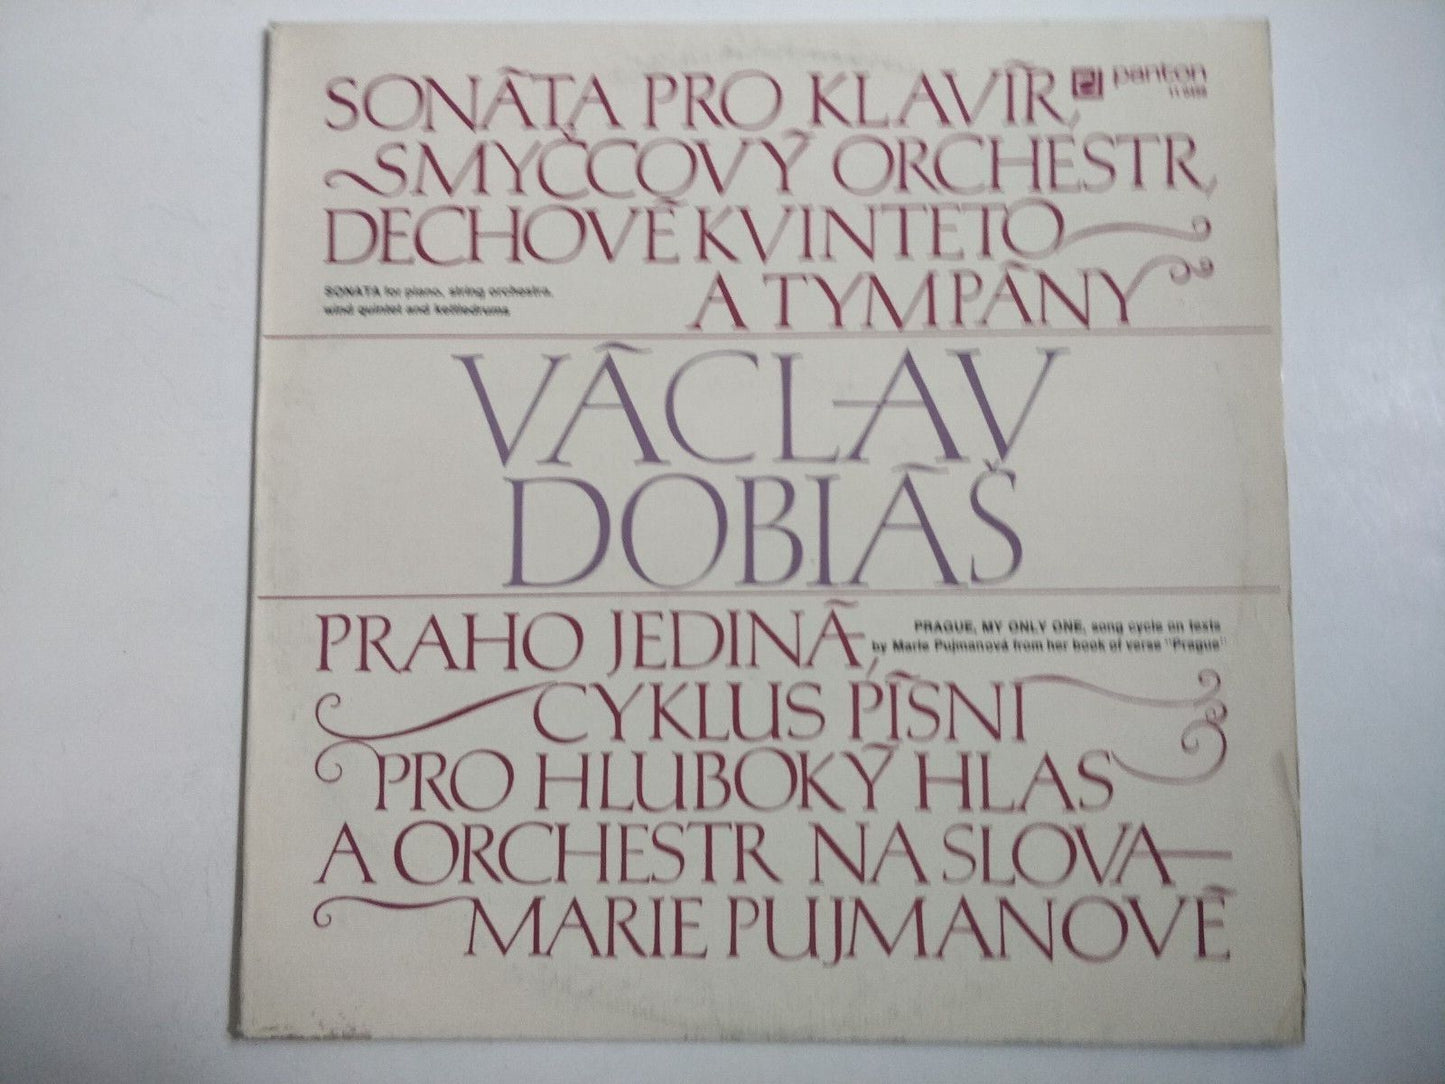 SONÁTA PRO KLAVÍR,
panton
SMYČCOVÝ ORCHESTR,
DECHOVÉ KVINTETO
A TYMPÁNY
SONATA for piano, string orchestra,
wind quintet and kettledrums
VÁCLAV
DOBIÁŠ
PRAHO JEDINÁ,
PRAGUE, MY ONLY ONE, song cycle on texts
by Marie Pujmanová from her book of verse "Prague"
CYKLUS PÍSNI
PRO HLUBOKÝ HLAS
A ORCHESTR NA SLOVA
MARIE PUJMANOVÉ